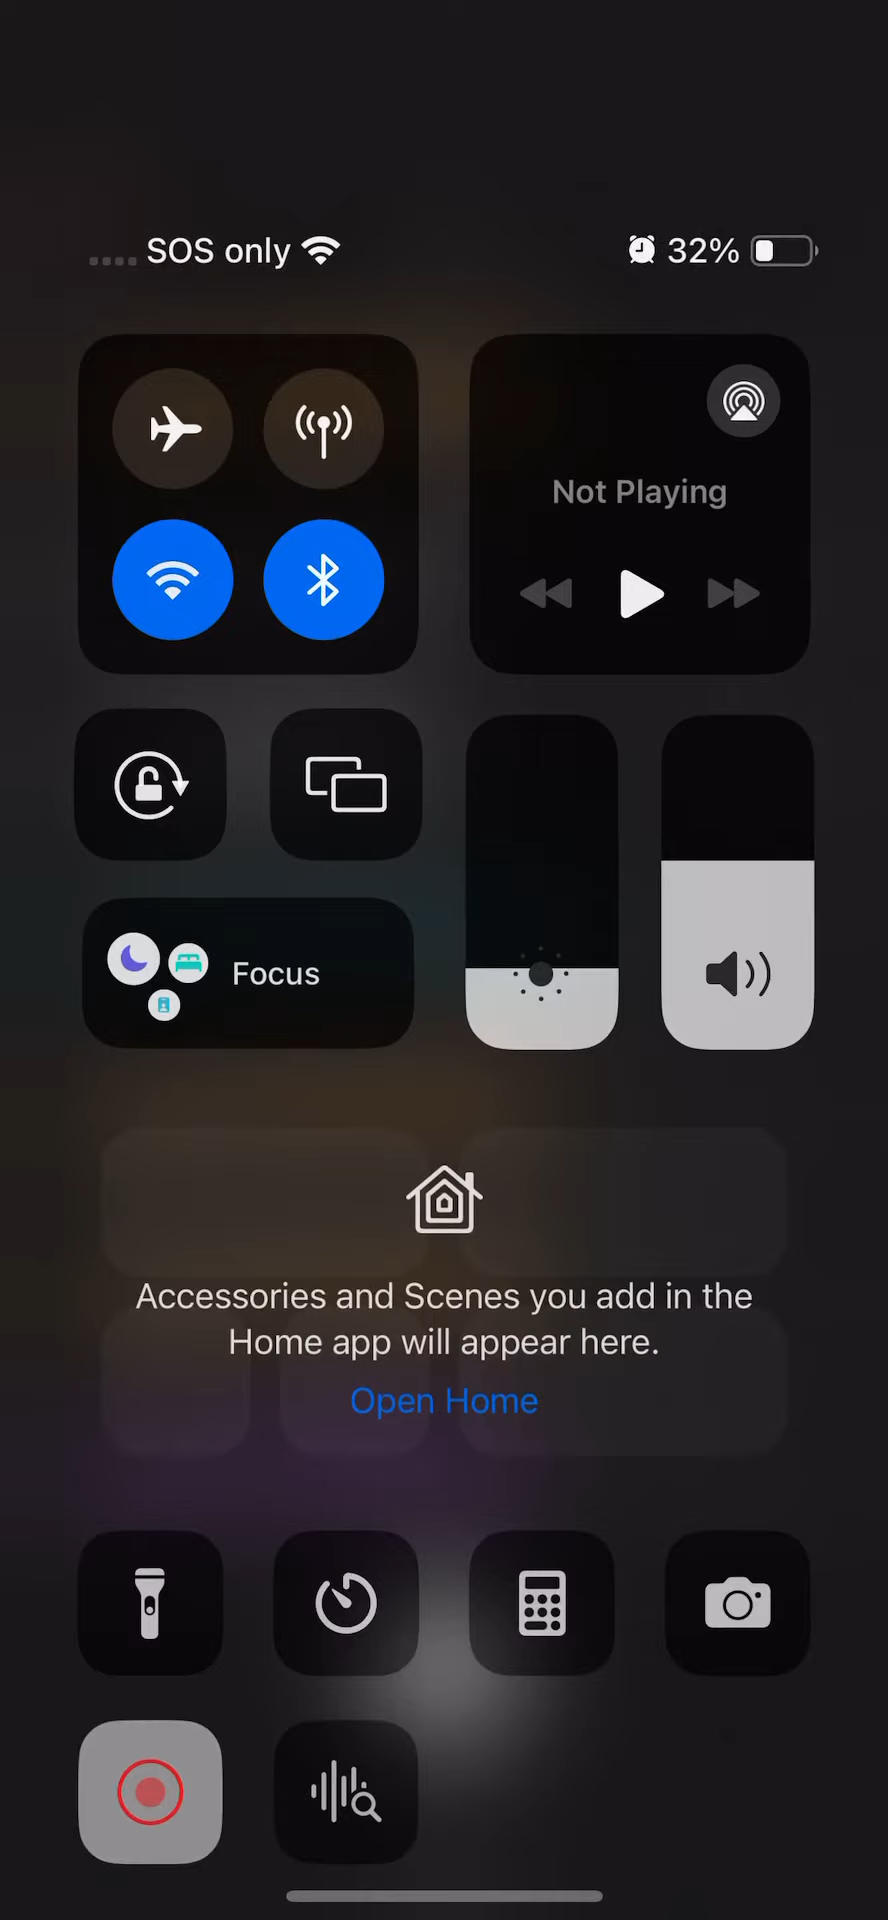 SOS only
32%
Not Playing
Focus
Accessories and Scenes you add in the
Home app will appear here.
Open Home